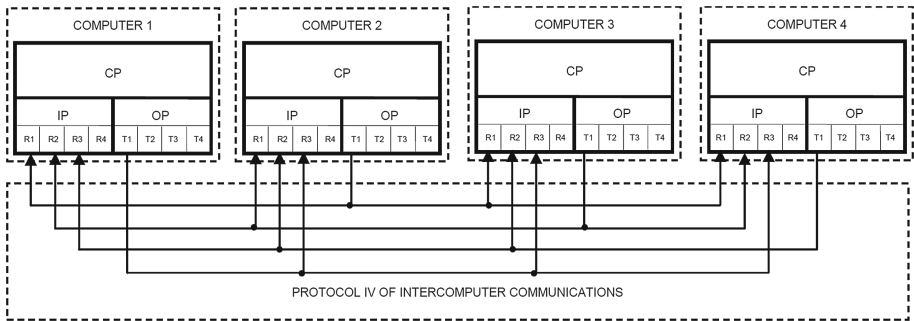 COMPUTER 1 COMPUTER 2 COMPUTER 3 COMPUTER 4
CP CP CP CP
IP OP IP OP IP OP IP OP
R1 R2 R3 R4 T1 T2 T3 T4 R1 R2 R3 R4 T1 T2 T3 T4 R1 R2 R3 R4 T1 T2 T3 T4 R1 R2 R3 R4 T1 T2 T3 T4
PROTOCOL IV OF INTERCOMPUTER COMMUNICATIONS